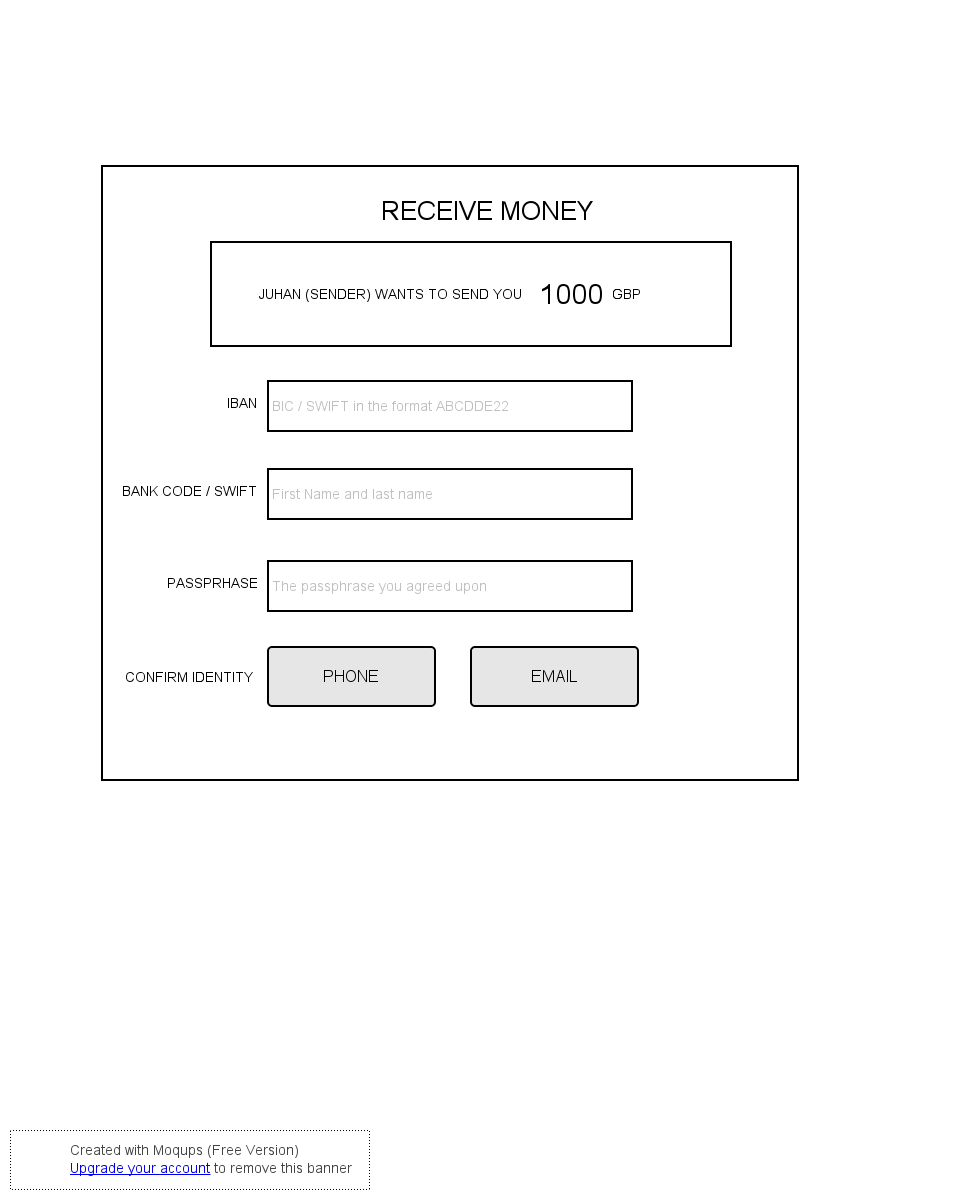 RECEIVE MONEY
JUHAN (SENDER) WANTS TO SEND YOU 1000 GBP
IBAN BIC / SWIFT in the format ABCDDE22
BANK CODE / SWIFT First Name and last name
PASSPRHASE The passphrase you agreed upon
CONFIRM IDENTITY PHONE EMAIL
Created with Moqups (Free Version)
Upgrade your account to remove this banner